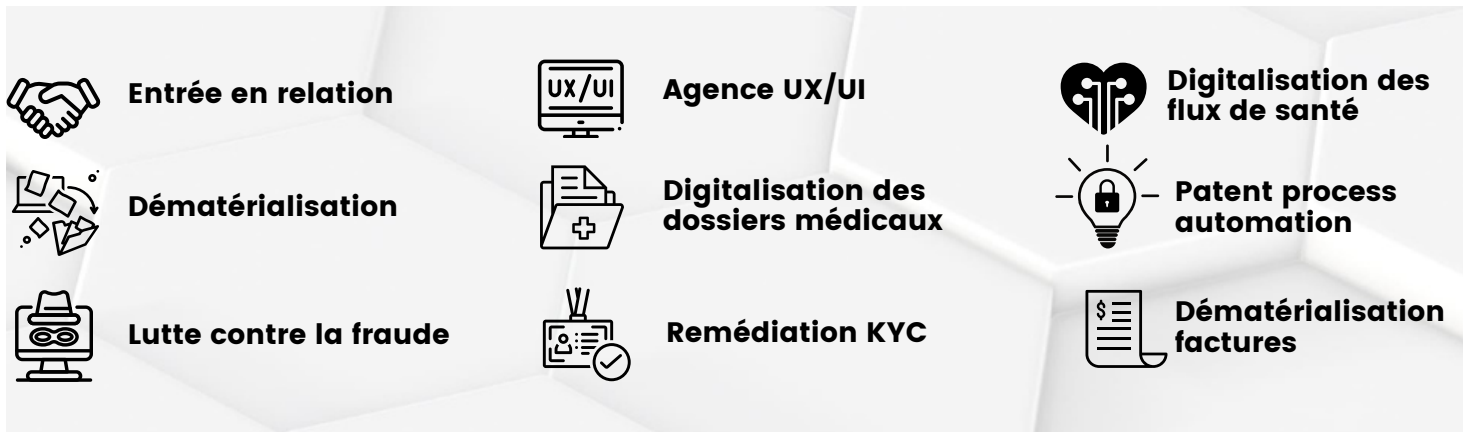 Entrée en relation
UX/UI
Agence UX/UI
Digitalisation des
flux de santé
Dématérialisation
Digitalisation des
dossiers médicaux
Patent process
automation
Lutte contre la fraude
Remédiation KYC
$
Dématérialisation
factures